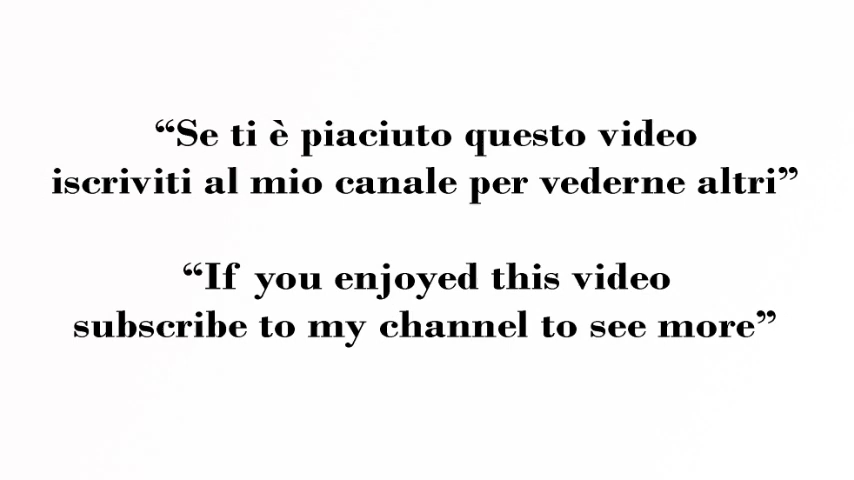 “Se ti è piaciuto questo video
iscriviti al mio canale per vederne altri”
“If you enjoyed this video
subscribe to my channel to see more”